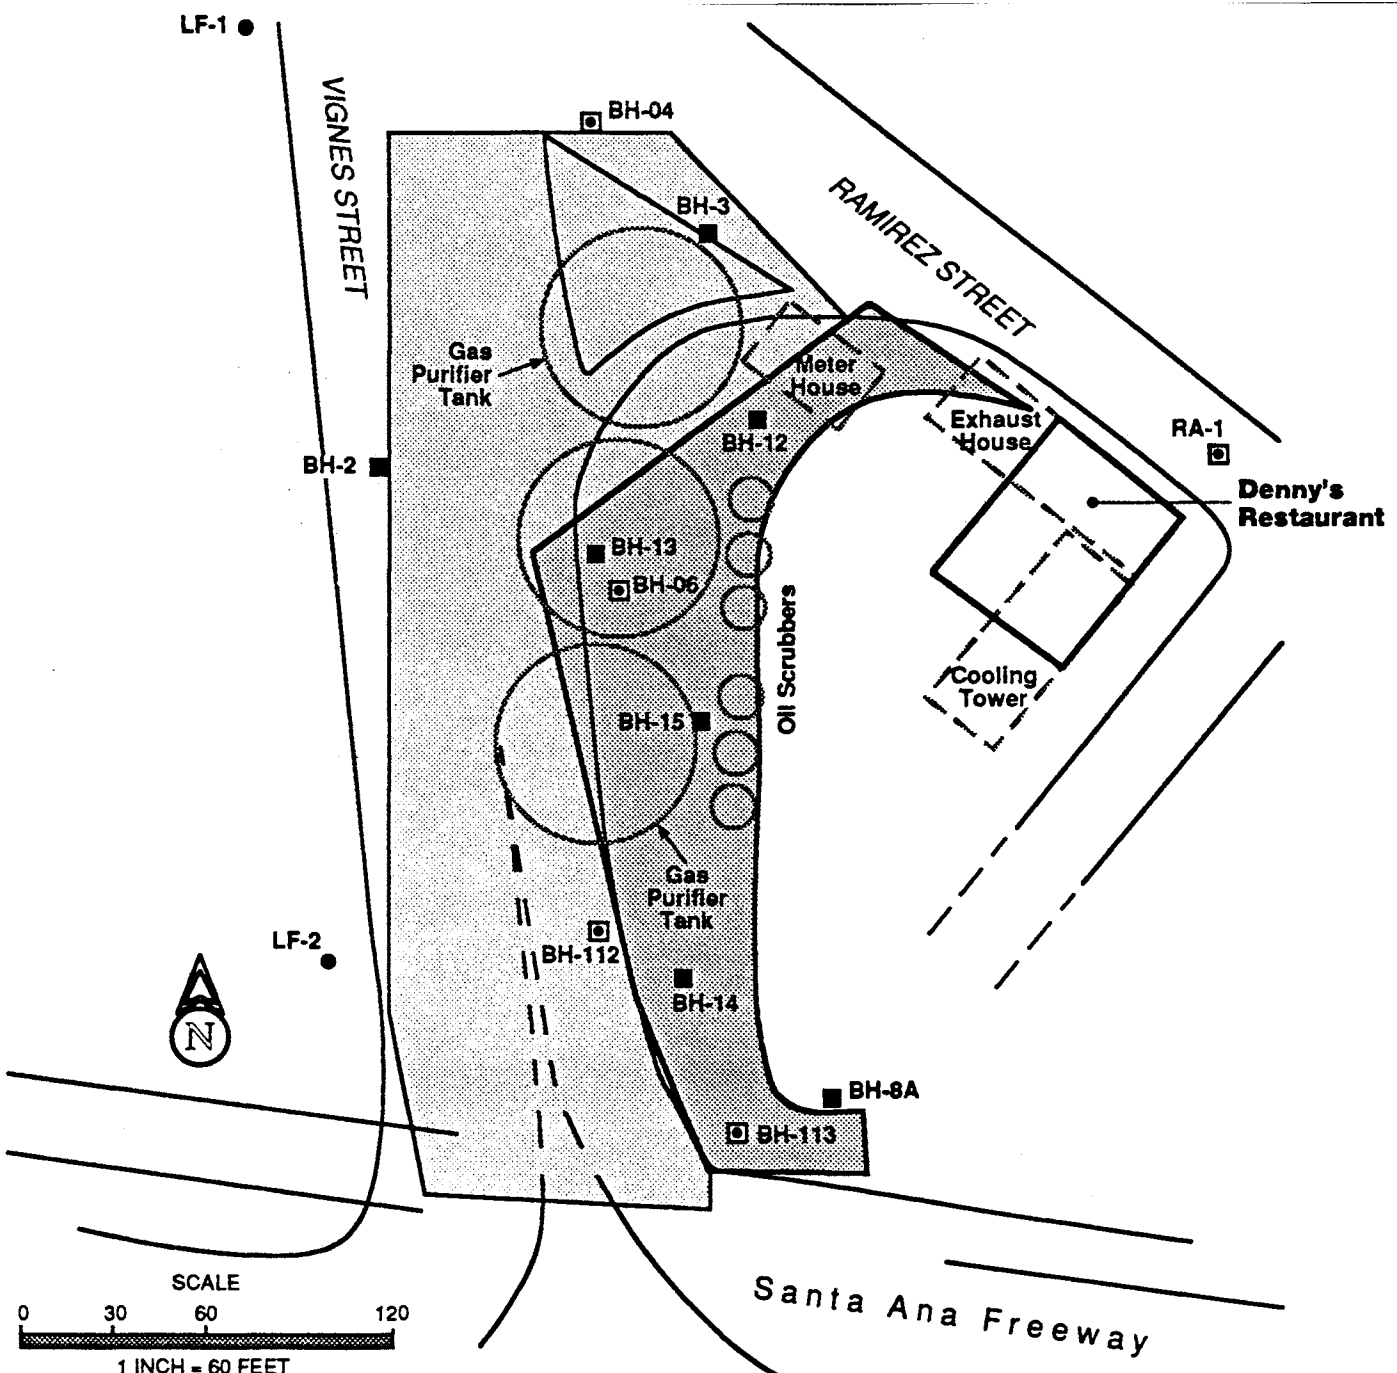 LF-1
VIGNES STREET
BH-04
BH-3
RAMIREZ STREET
Gas
Purifier
Tank
Meter
House
BH-12
Exhaust
House
RA-1
BH-2
Denny's
Restaurant
BH-13
BH-06
Oil Scrubbers
Cooling
Tower
BH-15
Gas
Purifier
Tank
LF-2
BH-112
BH-14
N
BH-8A
BH-113
Santa Ana Freeway
SCALE
0 30 60 120
1 INCH = 60 FEET